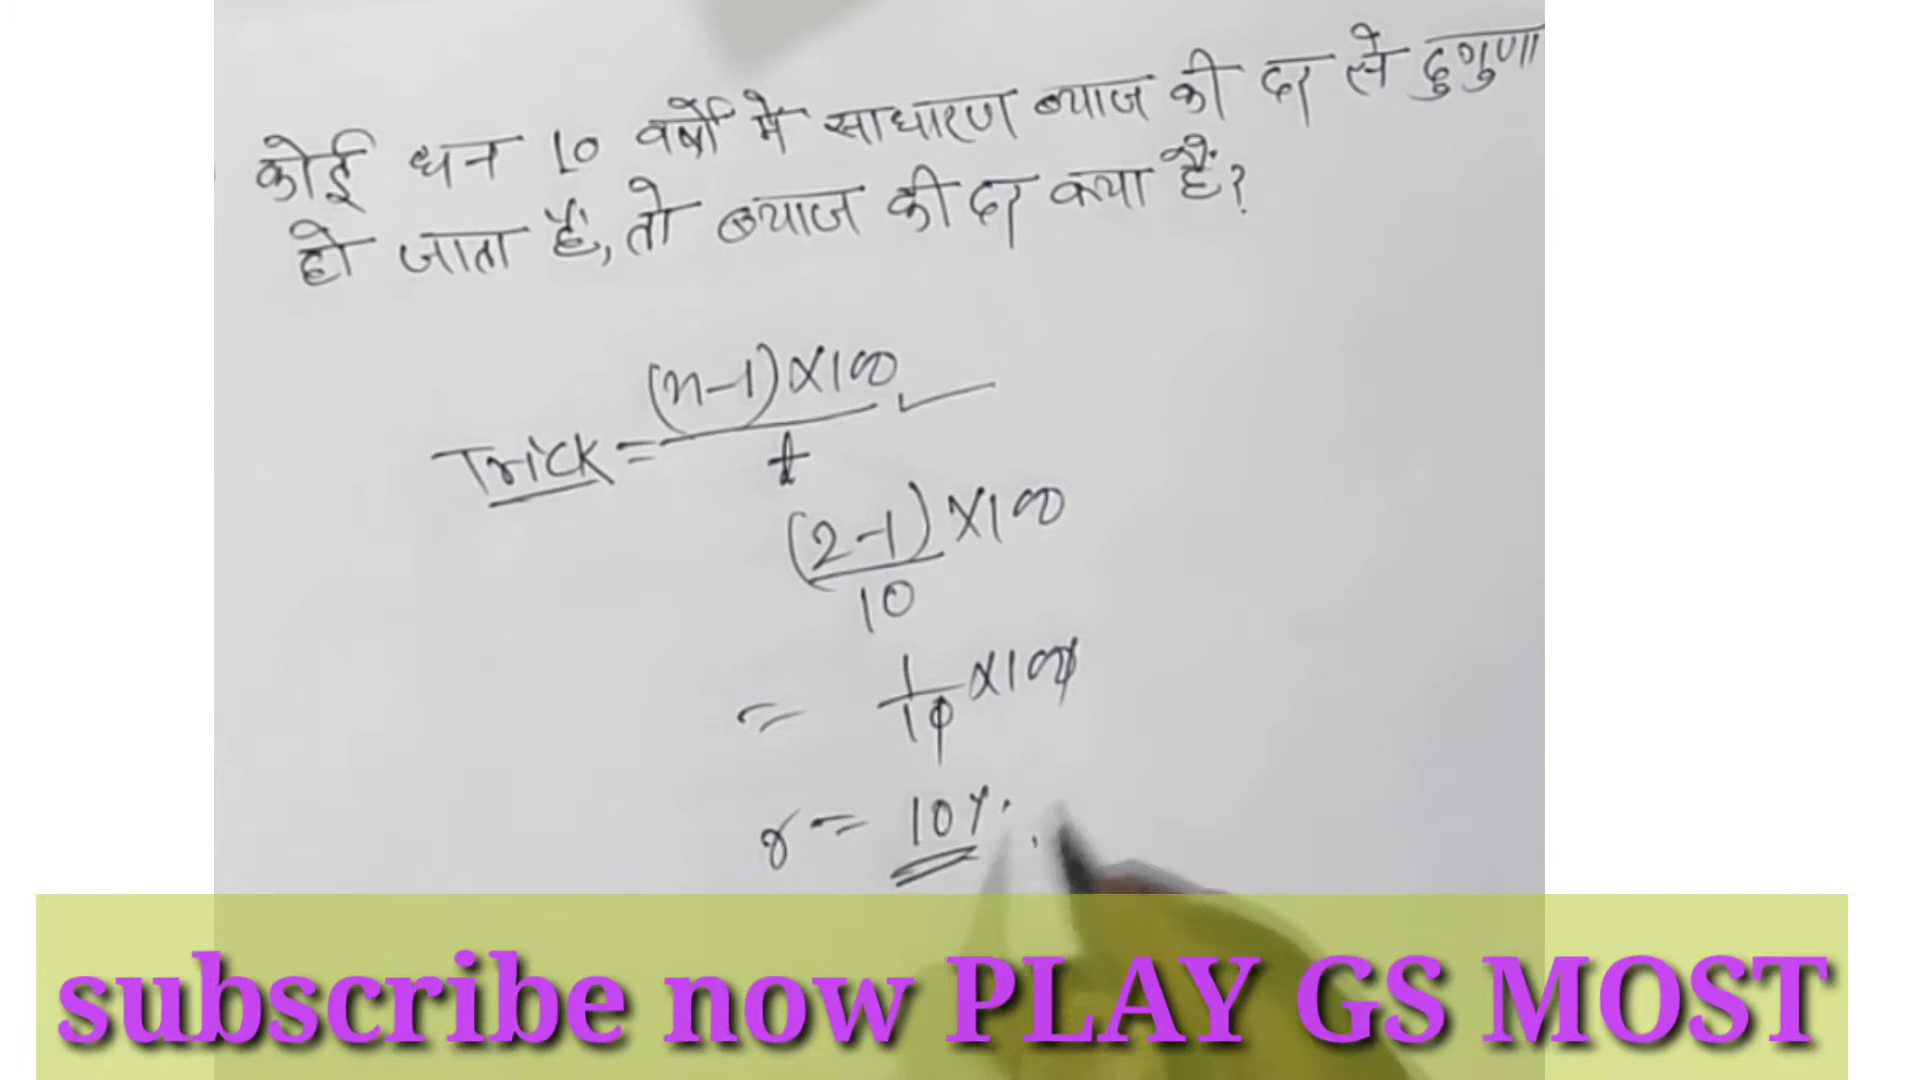 कोई धन 10 वर्षों में साधारण ब्याज की दर से दुगुणा
हो जाता हैं, तो ब्याज की दर क्या हैं?
Trick = (n-1)×100 / t
(2-1)×100 / 10
= 1/10 ×100
r = 10%
subscribe now PLAY GS MOST